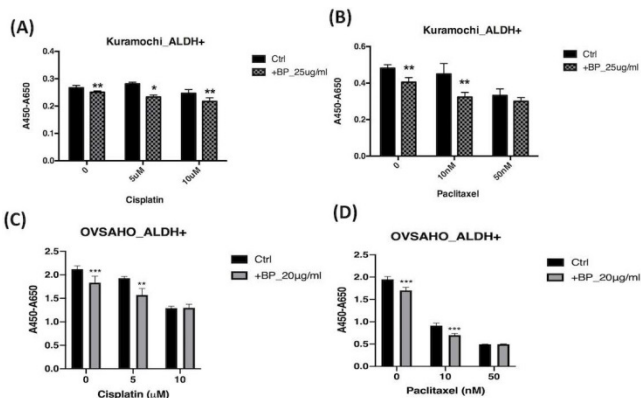 (A)
Kuramochi_ALDH+
Ctrl
+BP_25ug/ml
A450-A650
0.4
0.3
0.2
0.1
0.0
**
*
**
0
5uM
10uM
Cisplatin
(B)
Kuramochi_ALDH+
Ctrl
+BP_25ug/ml
A450-A650
0.6
0.4
0.2
0.0
**
**
0
10nM
50nM
Paclitaxel
(C)
OVSAHO_ALDH+
Ctrl
+BP_20µg/ml
A450-A650
2.5
2.0
1.5
1.0
0.5
0.0
***
**
0
5
10
Cisplatin (µM)
(D)
OVSAHO_ALDH+
Ctrl
+BP_20µg/ml
A450-A650
2.5
2.0
1.5
1.0
0.5
0.0
***
***
0
10
50
Paclitaxel (nM)